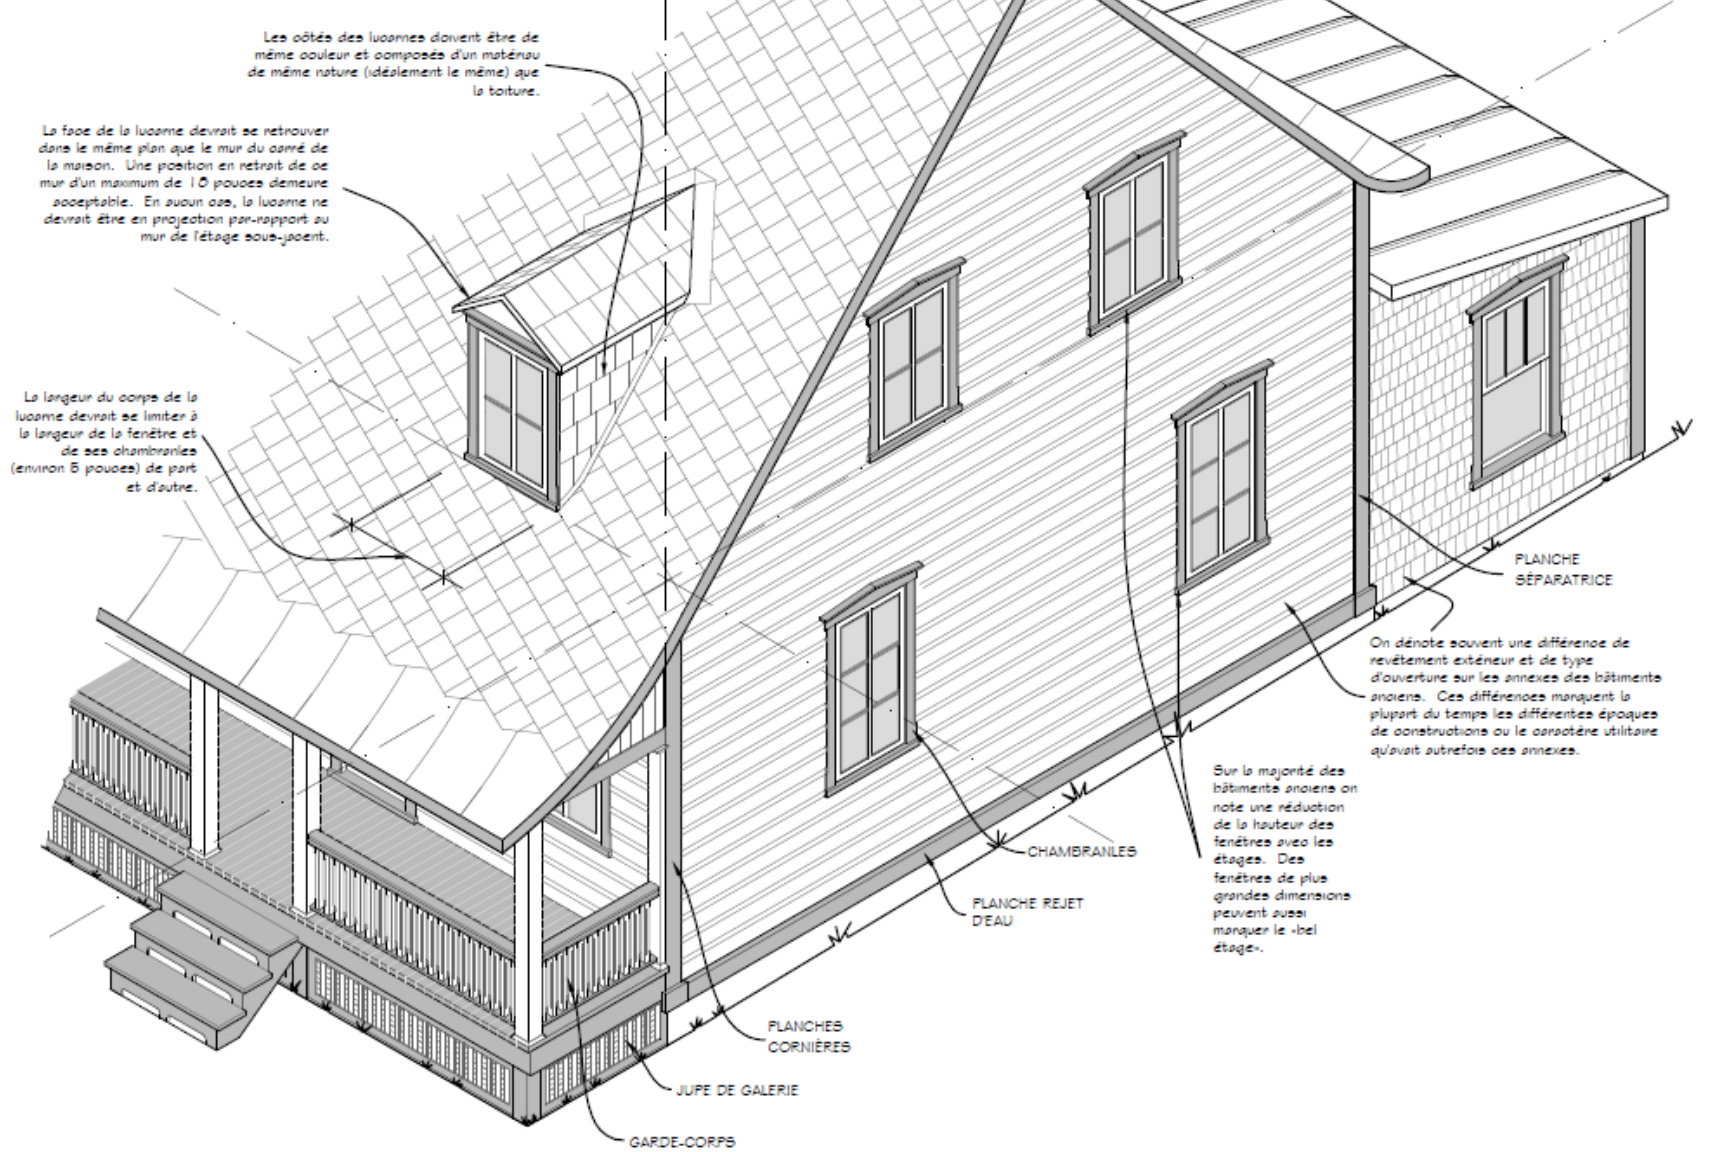 Les côtés des lucarnes doivent être de
même couleur et composés d'un matériau
de même nature (idéalement le même) que
la toiture.
La face de la lucarne devrait se retrouver
dans le même plan que le mur du carré de
la maison. Une position en retrait de ce
mur d'un maximum de 18 pouces demeure
acceptable. En aucun cas, la lucarne ne
devrait être en projection par-rapport au
mur de l'étage sous-jacent.
La largeur du corps de la
lucarne devrait se limiter à
la largeur de la fenêtre et
de ses chambranles
(environ 5 pouces) de part
et d'autre.
PLANCHE
SÉPARATRICE
On dénote souvent une différence de
revêtement extérieur et de type
d'ouverture sur les annexes des bâtiments
anciens. Ces différences marquent la
plupart du temps les différentes époques
de constructions ou le caractère utilitaire
qu'avait autrefois ces annexes.
Sur la majorité des
bâtiments anciens on
note une réduction
de la hauteur des
fenêtres avec les
étages. Des
fenêtres de plus
grandes dimensions
peuvent aussi
marquer le «bel
étage».
CHAMBRANLES
PLANCHE REJET
D'EAU
PLANCHES
CORNIÈRES
JUPE DE GALERIE
GARDE-CORPS